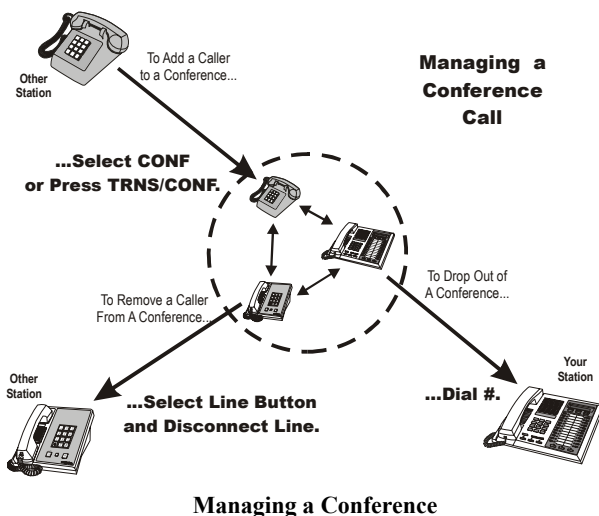 Other
Station
To Add a Caller
to a Conference...
Managing a
Conference
Call
...Select CONF
or Press TRNS/CONF.
To Remove a Caller
From A Conference...
To Drop Out of
A Conference...
Other
Station
...Select Line Button
and Disconnect Line.
...Dial #.
Your
Station
Managing a Conference